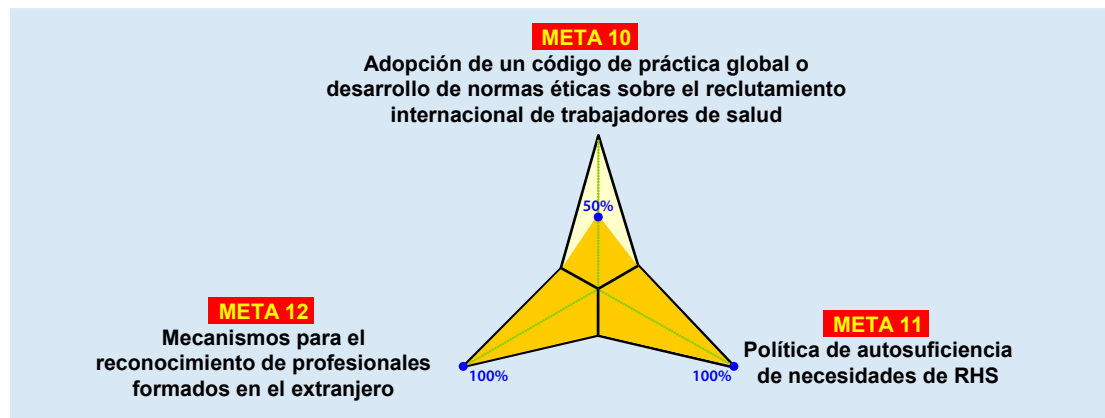 META 10
Adopción de un código de práctica global o
desarrollo de normas éticas sobre el reclutamiento
internacional de trabajadores de salud
50%
META 12
Mecanismos para el
reconocimiento de profesionales
formados en el extranjero
100%
100%
META 11
Política de autosuficiencia
de necesidades de RHS